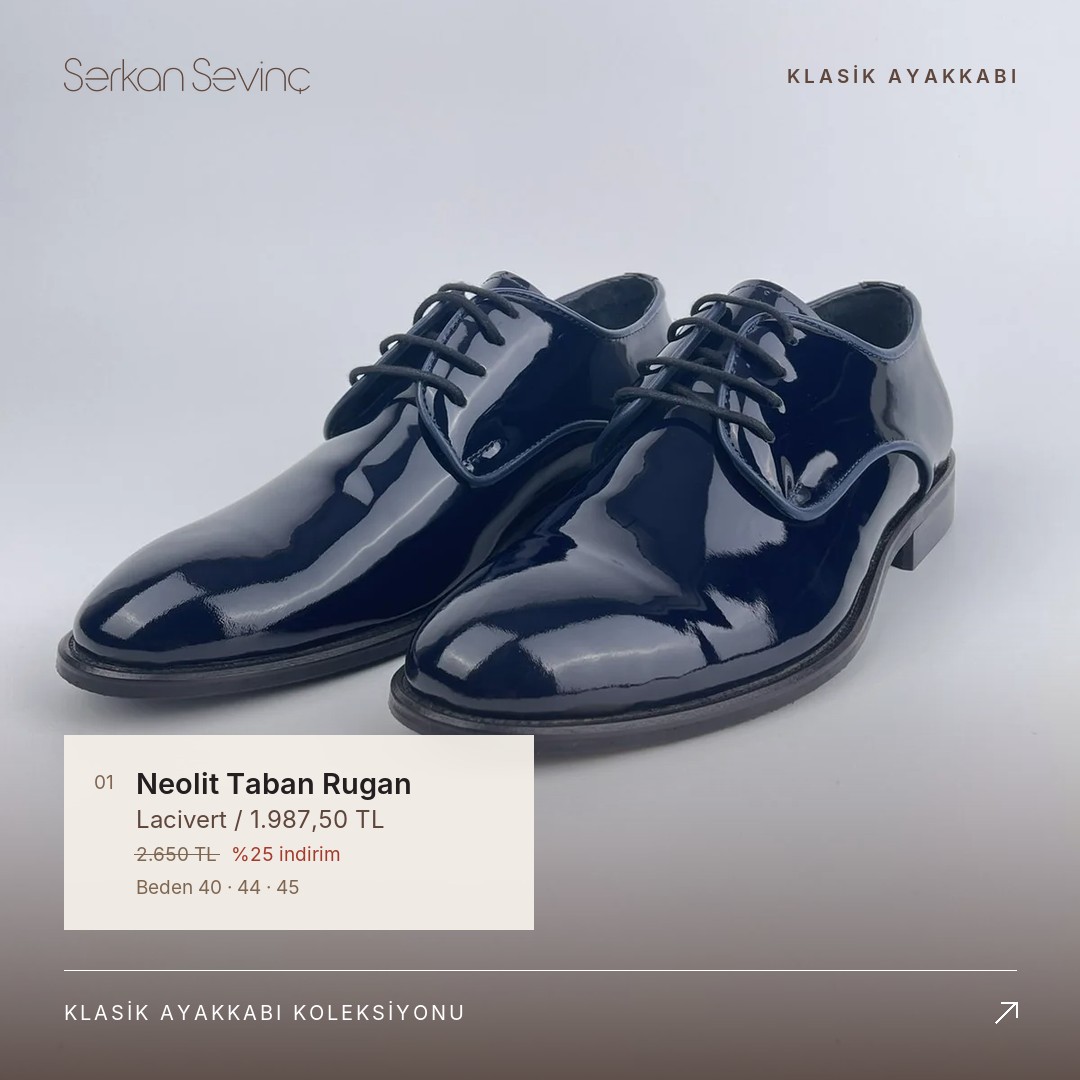 Serkan Sevinç
KLASİK AYAKKABI
01 Neolit Taban Rugan
Lacivert / 1.987,50 TL
2.650 TL %25 indirim
Beden 40 · 44 · 45
KLASİK AYAKKABI KOLEKSİYONU